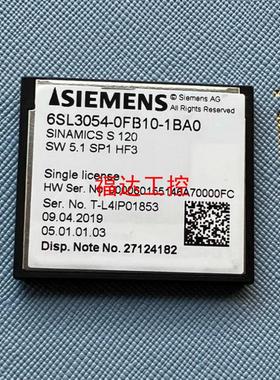 SIEMENS
© Siemens AG
All Rights Reserved
6SL3054-0FB10-1BA0
SINAMICS S 120
SW 5.1 SP1 HF3
Single license
HW Ser. No.
福达工控
Ser. No. T-L4IP01853
09.04.2019
05.01.01.03
Disp. Note No. 27124182